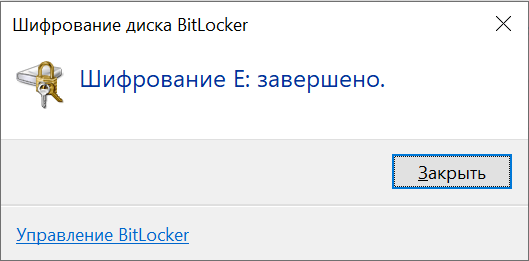 Шифрование диска BitLocker
Шифрование E: завершено.
Закрыть
Управление BitLocker